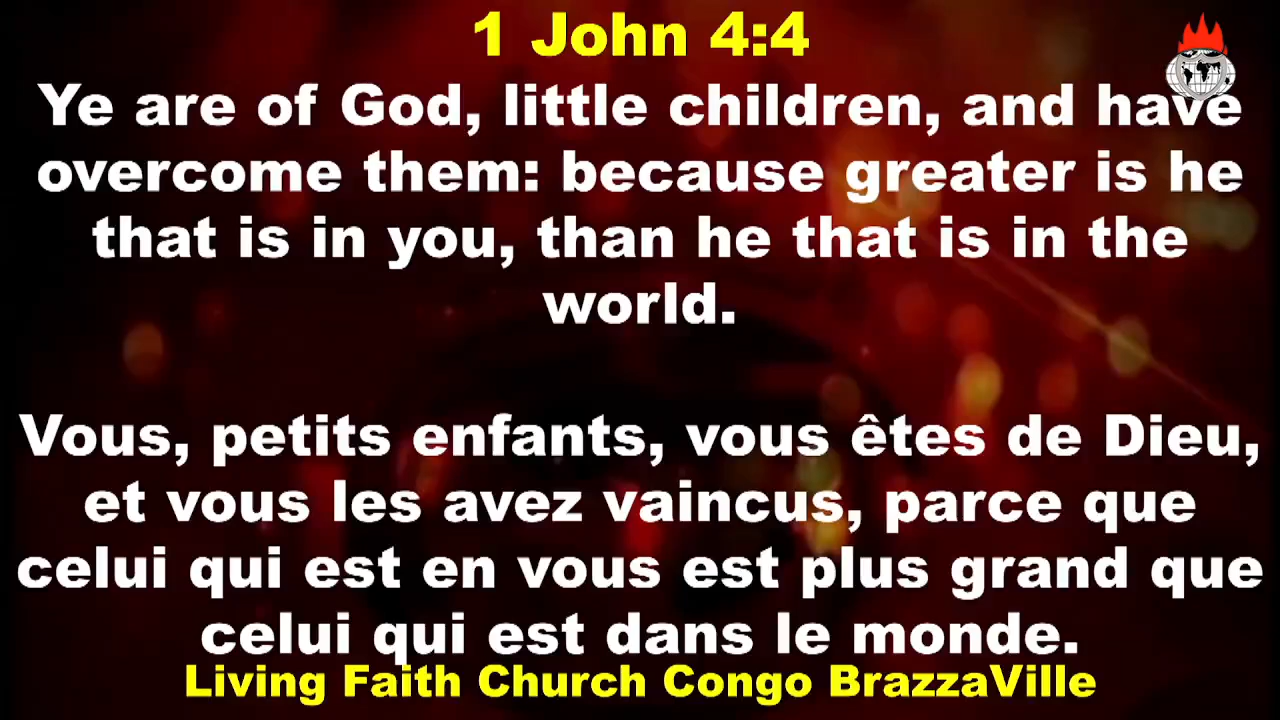 1 John 4:4
Ye are of God, little children, and have
overcome them: because greater is he
that is in you, than he that is in the
world.
Vous, petits enfants, vous êtes de Dieu,
et vous les avez vaincus, parce que
celui qui est en vous est plus grand que
celui qui est dans le monde.
Living Faith Church Congo BrazzaVille